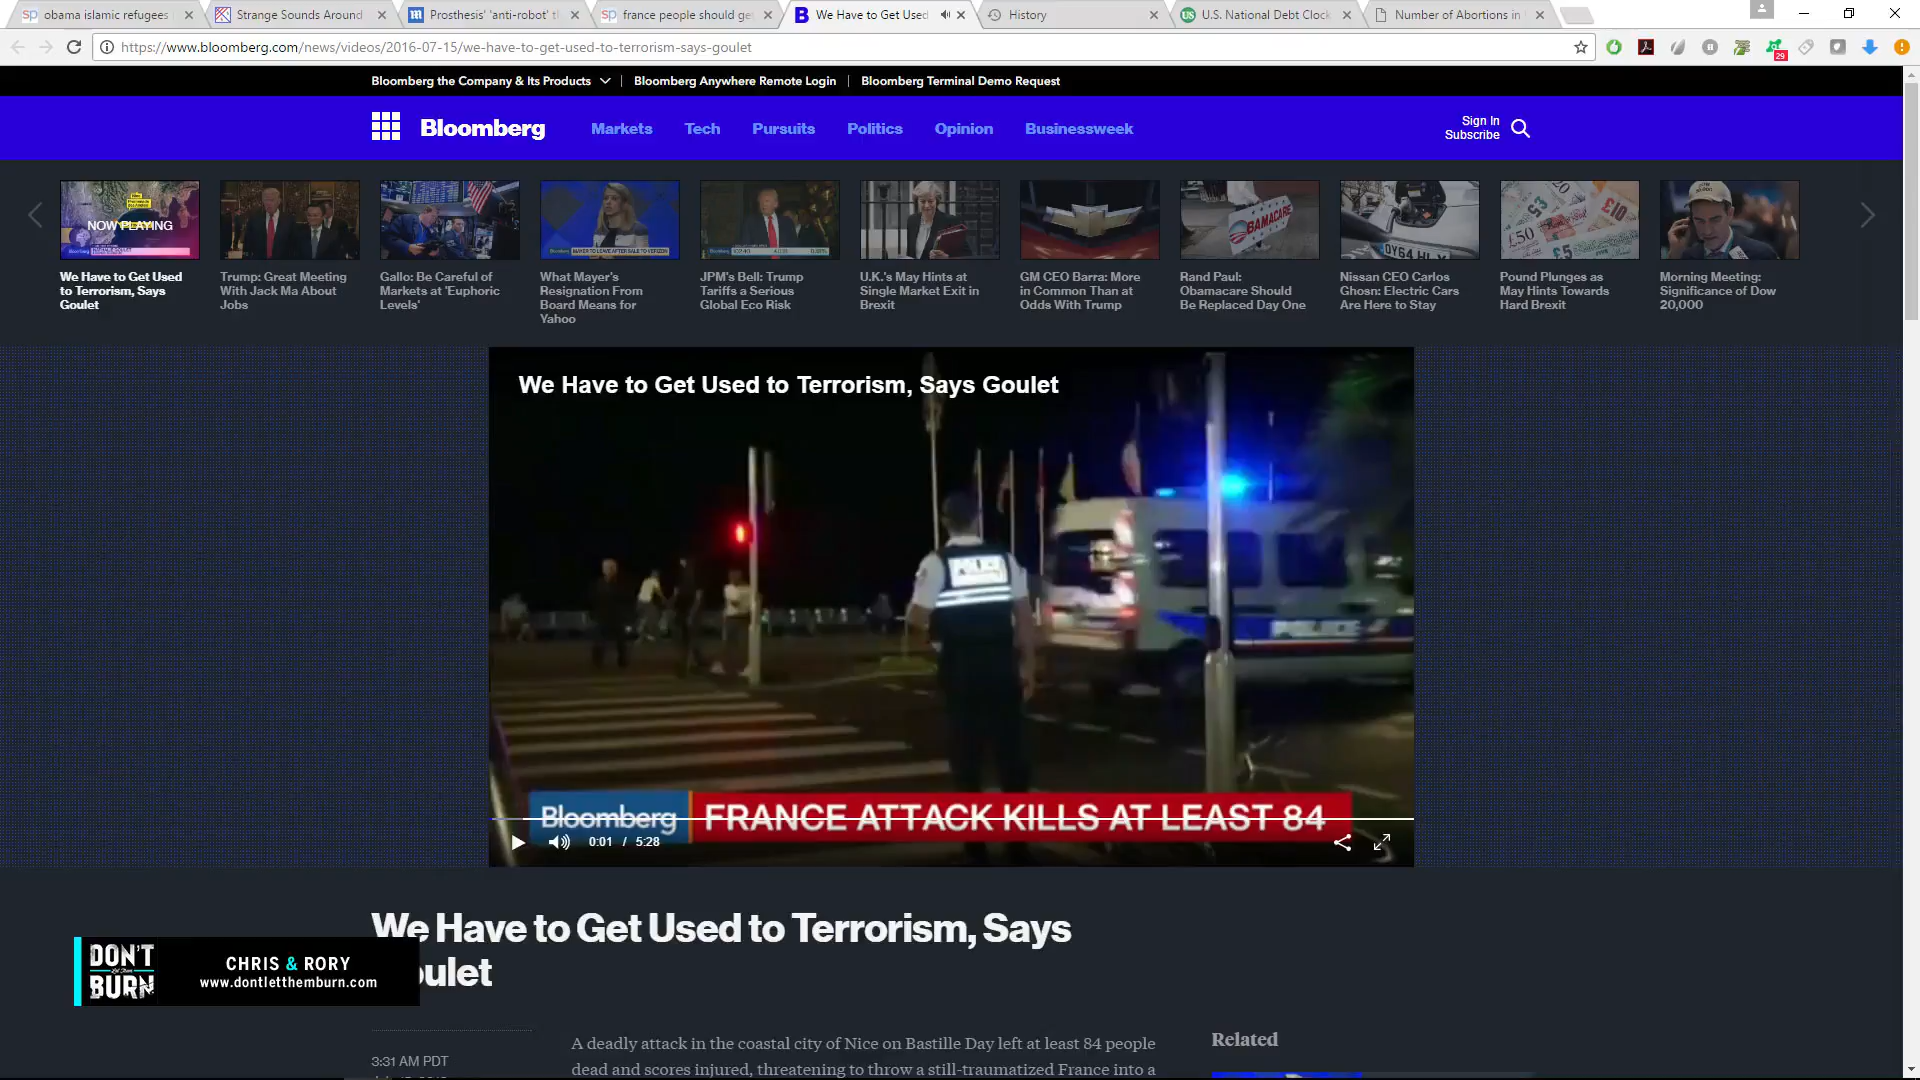 obama islamic refugees
Strange Sounds Around
Prosthesis' 'anti-robot' t
france people should ge
We Have to Get Used
History
U.S. National Debt Clock
Number of Abortions in
https://www.bloomberg.com/news/videos/2016-07-15/we-have-to-get-used-to-terrorism-says-goulet
29
Bloomberg the Company & Its Products
Bloomberg Anywhere Remote Login
Bloomberg Terminal Demo Request
Bloomberg
Markets
Tech
Pursuits
Politics
Opinion
Businessweek
Sign In
Subscribe
NOW PLAYING
We Have to Get Used
to Terrorism, Says
Goulet
Trump: Great Meeting
With Jack Ma About
Jobs
Gallo: Be Careful of
Markets at 'Euphoric
Levels'
What Mayer's
Resignation From
Board Means for
Yahoo
JPM's Bell: Trump
Tariffs a Serious
Global Eco Risk
U.K.'s May Hints at
Single Market Exit in
Brexit
GM CEO Barra: More
in Common Than at
Odds With Trump
OBAMACARE
Rand Paul:
Obamacare Should
Be Replaced Day One
Nissan CEO Carlos
Ghosn: Electric Cars
Are Here to Stay
£50
£5
£10
20
Pound Plunges as
May Hints Towards
Hard Brexit
Morning Meeting:
Significance of Dow
20,000
We Have to Get Used to Terrorism, Says Goulet
POLICE
POLICE
Bloomberg
FRANCE ATTACK KILLS AT LEAST 84
0:01 / 5:28
We Have to Get Used to Terrorism, Says
oulet
DON'T
BURN
CHRIS & RORY
www.dontletthemburn.com
3:31 AM PDT
A deadly attack in the coastal city of Nice on Bastille Day left at least 84 people
dead and scores injured, threatening to throw a still-traumatized France into a
Related